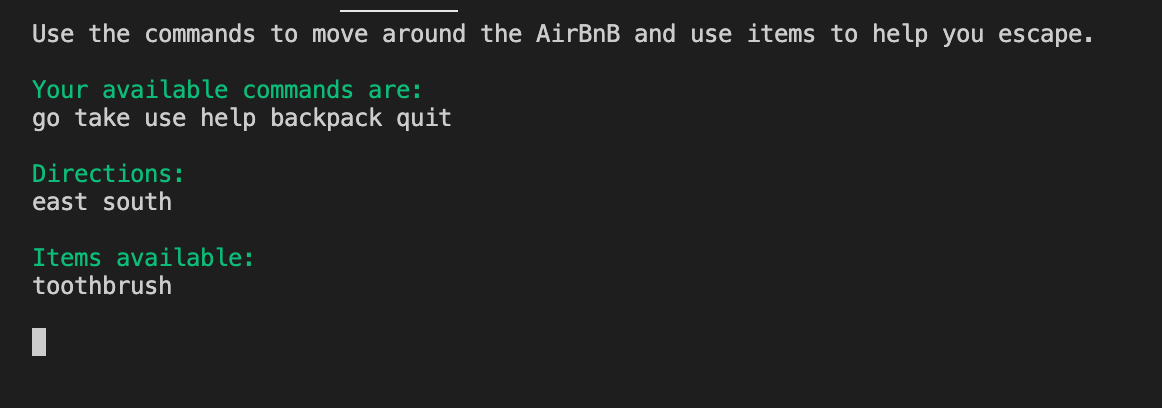 Use the commands to move around the AirBnB and use items to help you escape.
Your available commands are:
go take use help backpack quit
Directions:
east south
Items available:
toothbrush